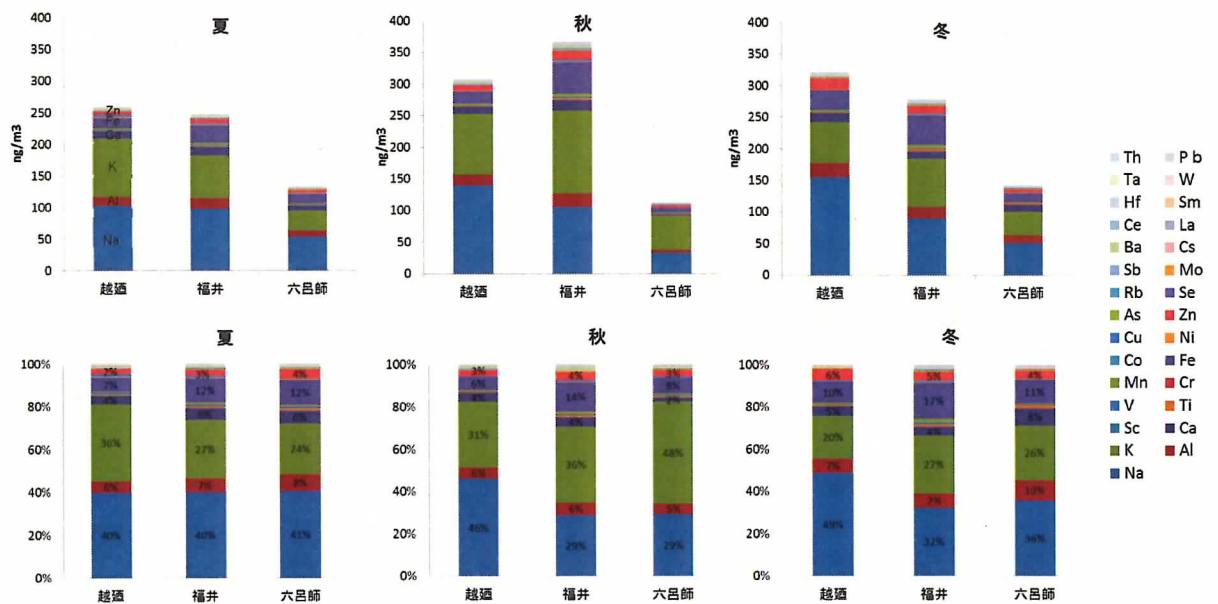 夏
ng/m3
400
350
300
250
200
150
100
50
0
Zn
Fe
Ca
K
Al
Na
越廼 福井 六呂師
秋
ng/m3
400
350
300
250
200
150
100
50
0
越廼 福井 六呂師
冬
ng/m3
400
350
300
250
200
150
100
50
0
越廼 福井 六呂師
Th P b
Ta W
Hf Sm
Ce La
Ba Cs
Sb Mo
Rb Se
As Zn
Cu Ni
Co Fe
Mn Cr
V Ti
Sc Ca
K Al
Na
夏
100%
80%
60%
40%
20%
0%
2% 3% 4%
7% 12% 12%
4% 6% 6%
36% 27% 24%
6% 7% 8%
40% 40% 41%
越廼 福井 六呂師
秋
100%
80%
60%
40%
20%
0%
3% 4% 3%
6% 14%
4% 4% 2%
31% 36% 48%
6% 6% 5%
46% 29% 29%
越廼 福井 六呂師
冬
100%
80%
60%
40%
20%
0%
6% 5% 4%
10% 17% 11%
5% 4% 8%
20% 27% 26%
7% 7% 10%
49% 32% 36%
越廼 福井 六呂師